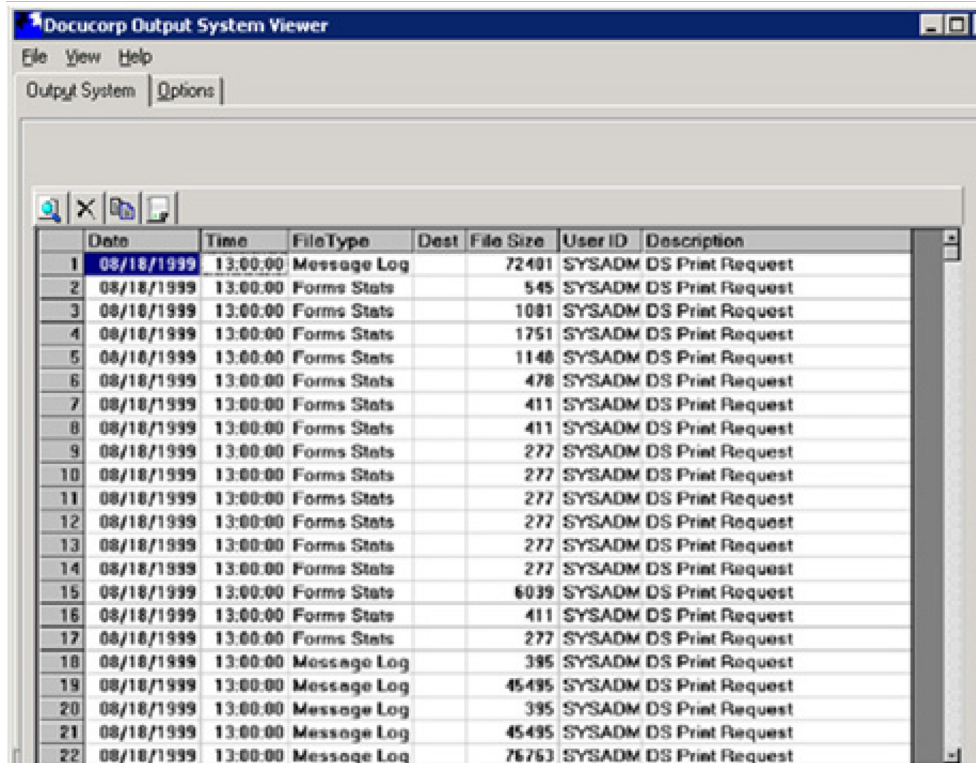 Docucorp Output System Viewer
File View Help
Output System Options
Date Time FileType Dest File Size User ID Description
1 08/18/1999 13:00:00 Message Log 72401 SYSADM DS Print Request
2 08/18/1999 13:00:00 Forms Stats 545 SYSADM DS Print Request
3 08/18/1999 13:00:00 Forms Stats 1081 SYSADM DS Print Request
4 08/18/1999 13:00:00 Forms Stats 1751 SYSADM DS Print Request
5 08/18/1999 13:00:00 Forms Stats 1148 SYSADM DS Print Request
6 08/18/1999 13:00:00 Forms Stats 478 SYSADM DS Print Request
7 08/18/1999 13:00:00 Forms Stats 411 SYSADM DS Print Request
8 08/18/1999 13:00:00 Forms Stats 411 SYSADM DS Print Request
9 08/18/1999 13:00:00 Forms Stats 277 SYSADM DS Print Request
10 08/18/1999 13:00:00 Forms Stats 277 SYSADM DS Print Request
11 08/18/1999 13:00:00 Forms Stats 277 SYSADM DS Print Request
12 08/18/1999 13:00:00 Forms Stats 277 SYSADM DS Print Request
13 08/18/1999 13:00:00 Forms Stats 277 SYSADM DS Print Request
14 08/18/1999 13:00:00 Forms Stats 277 SYSADM DS Print Request
15 08/18/1999 13:00:00 Forms Stats 6039 SYSADM DS Print Request
16 08/18/1999 13:00:00 Forms Stats 411 SYSADM DS Print Request
17 08/18/1999 13:00:00 Forms Stats 277 SYSADM DS Print Request
18 08/18/1999 13:00:00 Message Log 395 SYSADM DS Print Request
19 08/18/1999 13:00:00 Message Log 45495 SYSADM DS Print Request
20 08/18/1999 13:00:00 Message Log 395 SYSADM DS Print Request
21 08/18/1999 13:00:00 Message Log 45495 SYSADM DS Print Request
22 08/18/1999 13:00:00 Message Log 76763 SYSADM DS Print Request